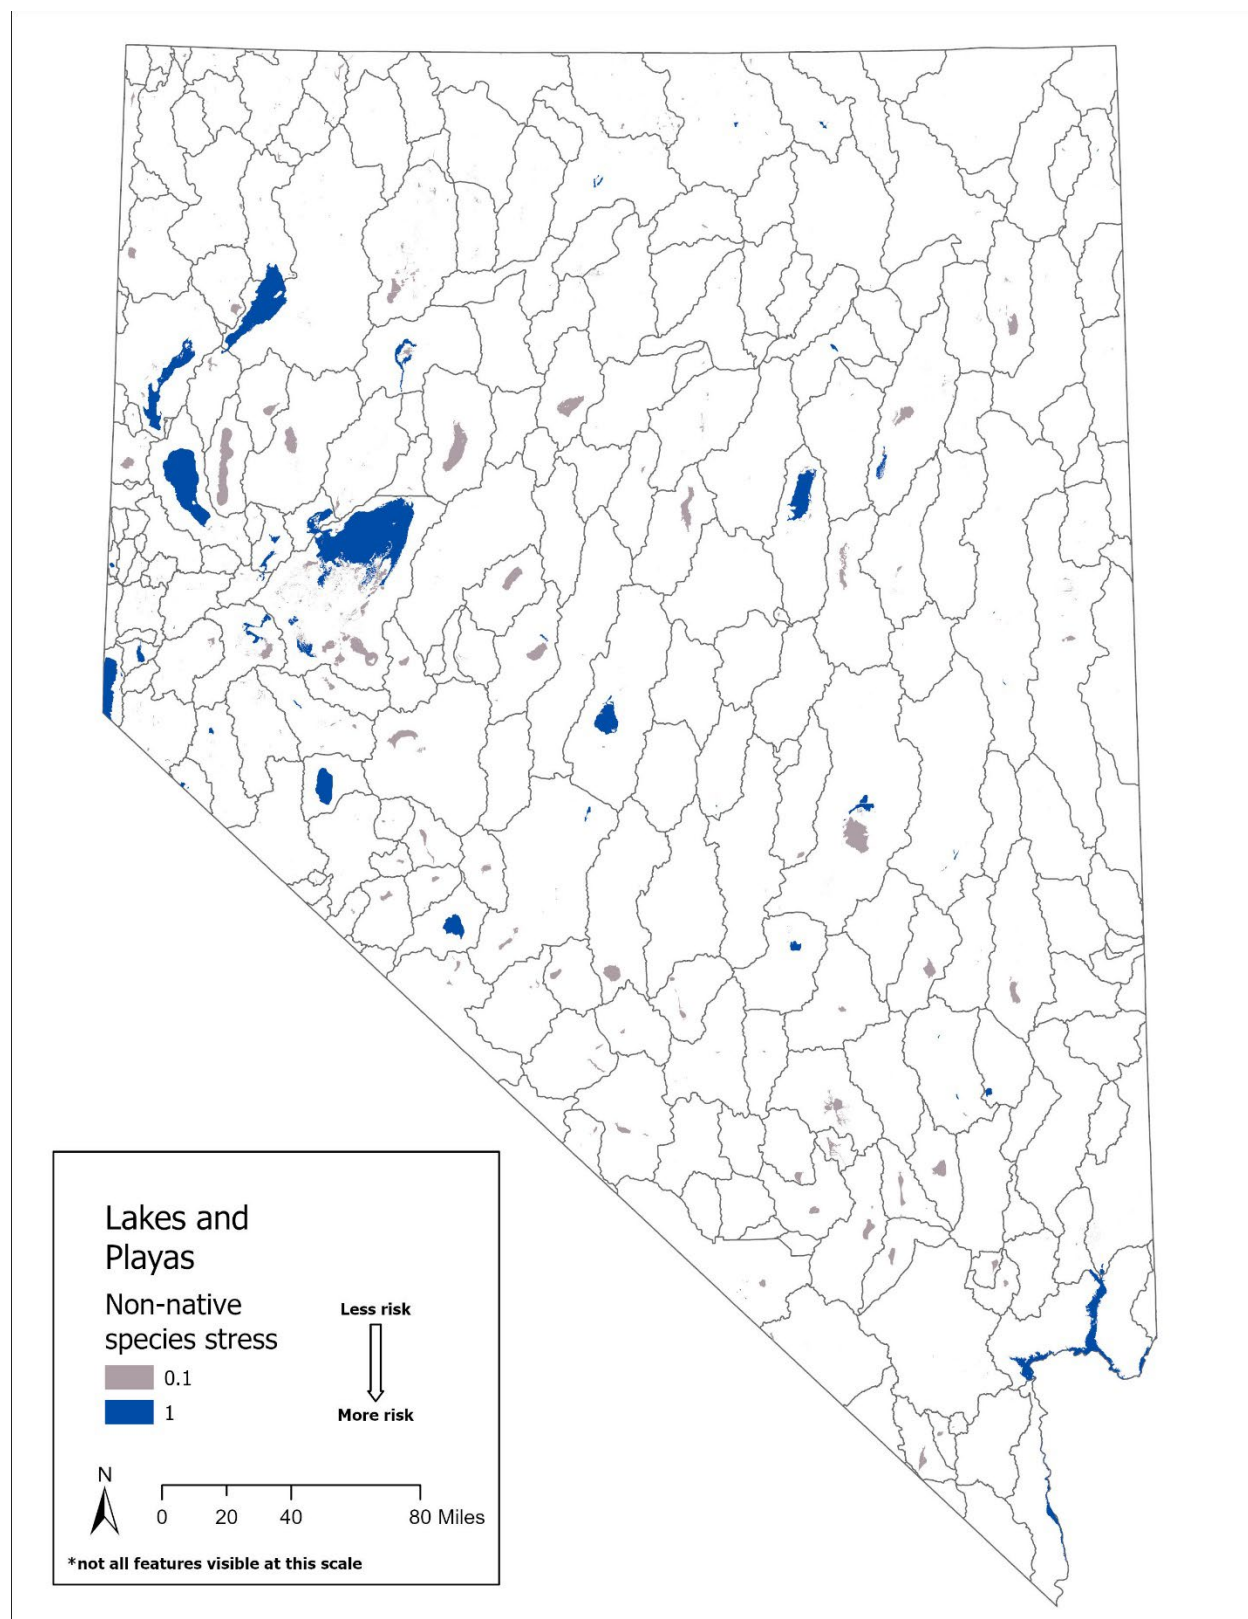 Lakes and
Playas
Non-native
species stress
0.1
1
Less risk
More risk
N
0 20 40 80 Miles
*not all features visible at this scale